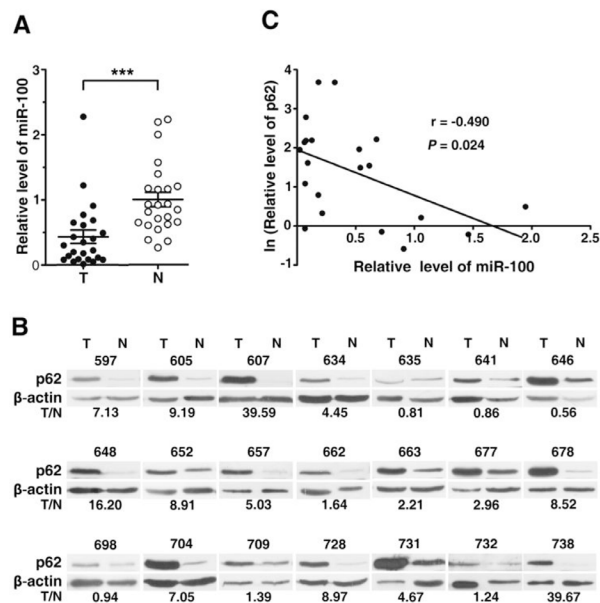 A
Relative level of miR-100
3
2
1
0
***
T N
C
ln (Relative level of p62)
4
3
2
1
0
-1
r = -0.490
P = 0.024
0.5 1.0 1.5 2.0 2.5
Relative level of miR-100
B
T N T N T N T N T N T N T N
597 605 607 634 635 641 646
p62
β-actin
T/N 7.13 9.19 39.59 4.45 0.81 0.86 0.56
648 652 657 662 663 677 678
p62
β-actin
T/N 16.20 8.91 5.03 1.64 2.21 2.96 8.52
698 704 709 728 731 732 738
p62
β-actin
T/N 0.94 7.05 1.39 8.97 4.67 1.24 39.67